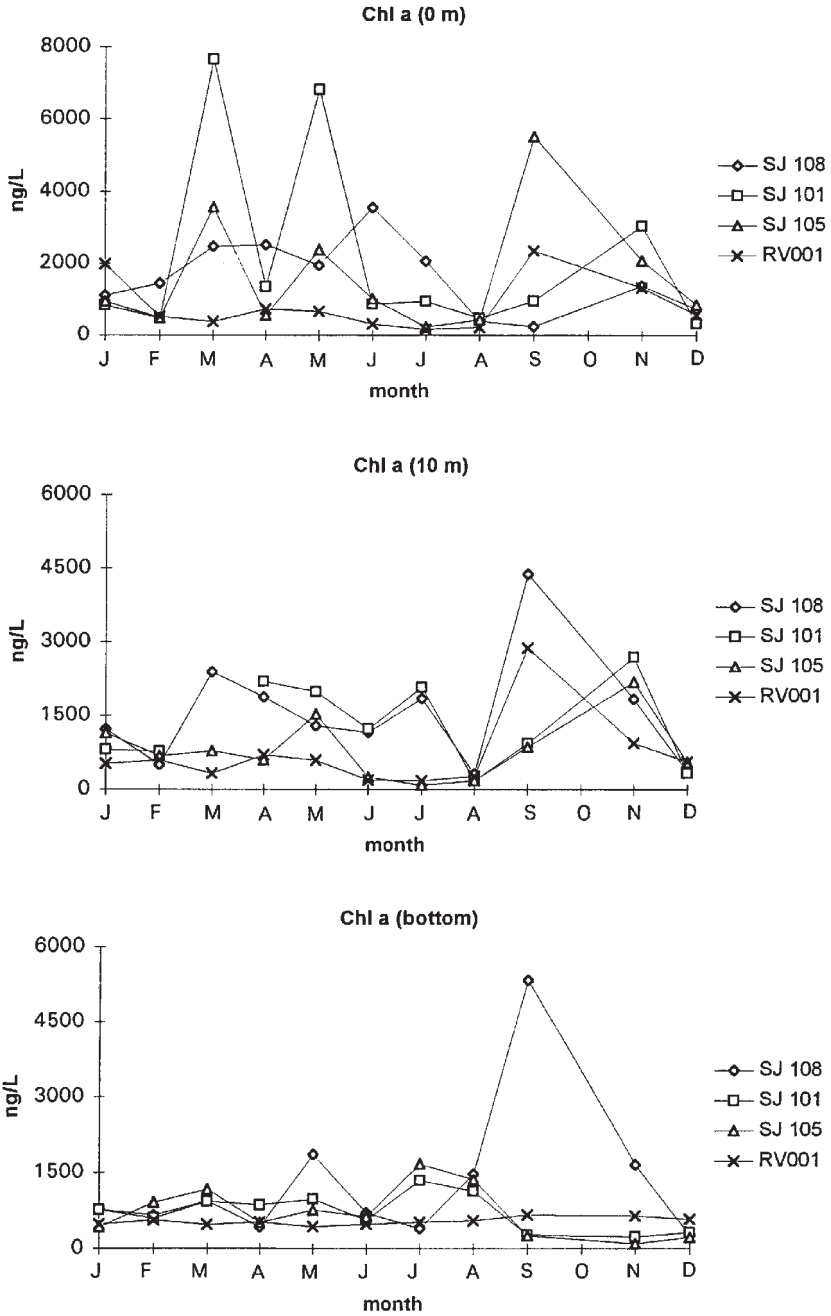 Chl a (0 m)
8000
6000
4000
2000
0
ng/L
J F M A M J J A S O N D
month
SJ 108
SJ 101
SJ 105
RV001
Chl a (10 m)
6000
4500
3000
1500
0
ng/L
J F M A M J J A S O N D
month
SJ 108
SJ 101
SJ 105
RV001
Chl a (bottom)
6000
4500
3000
1500
0
ng/L
J F M A M J J A S O N D
month
SJ 108
SJ 101
SJ 105
RV001